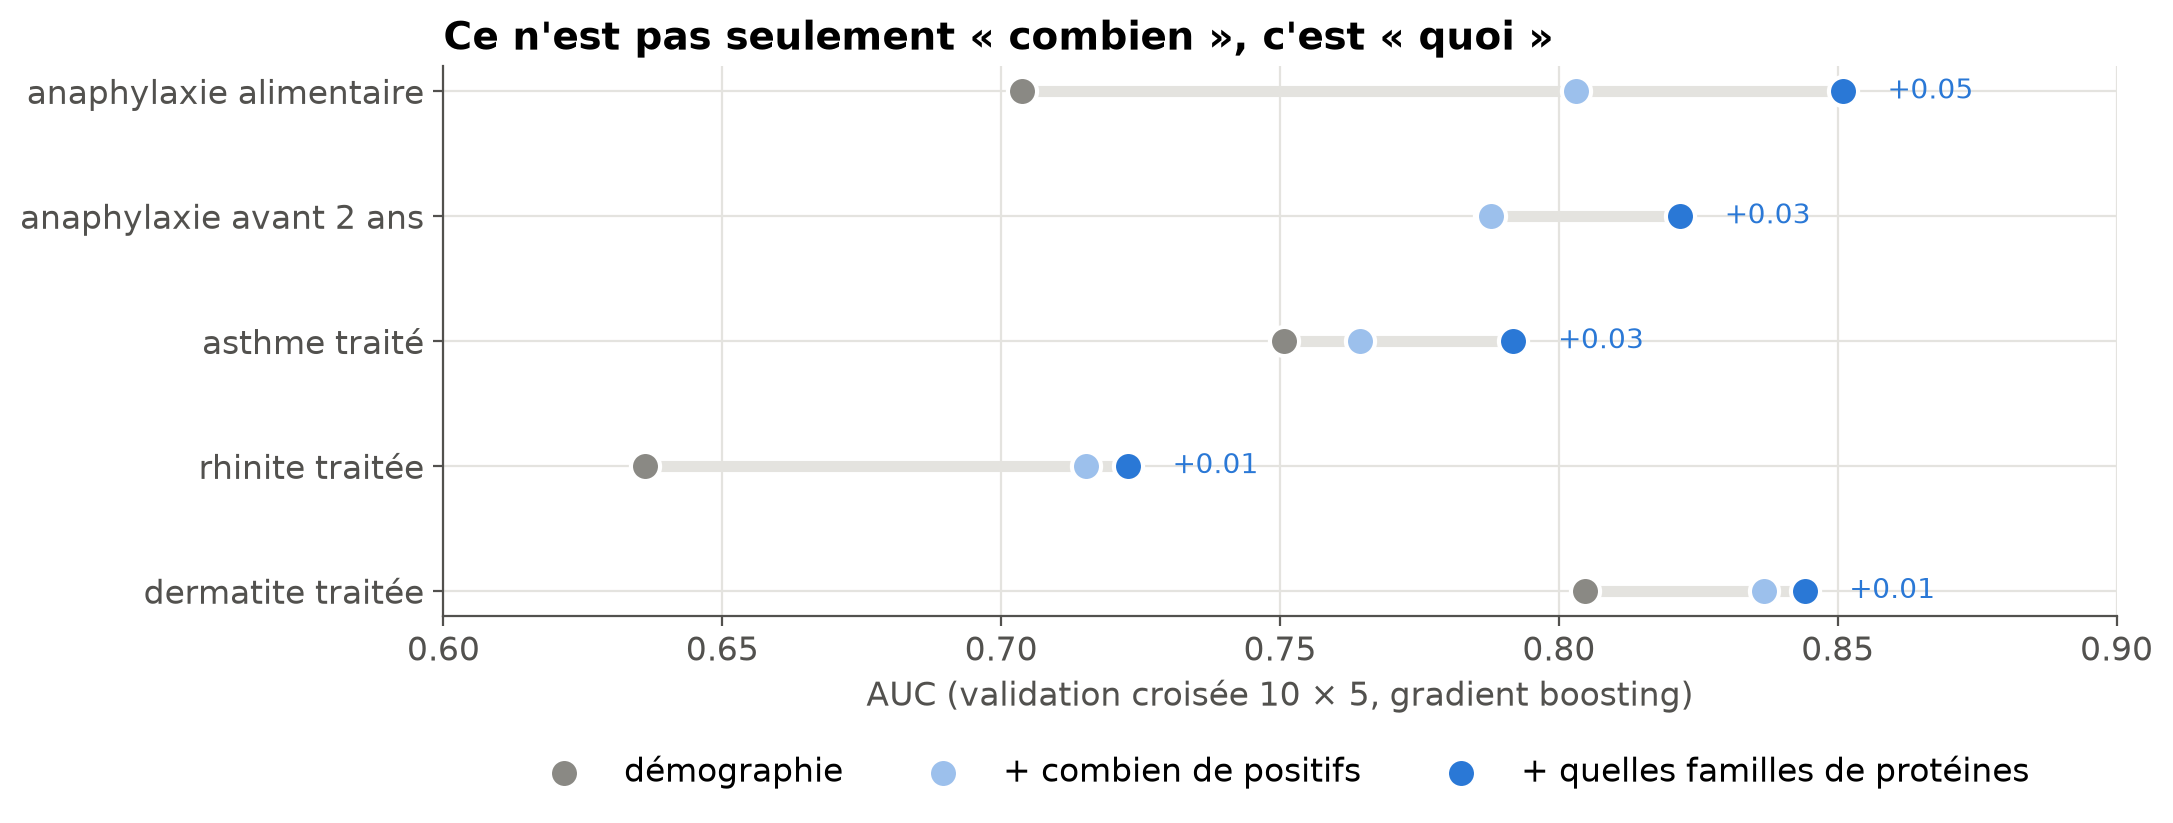 Ce n'est pas seulement « combien », c'est « quoi »
anaphylaxie alimentaire
+0.05
anaphylaxie avant 2 ans
+0.03
asthme traité
+0.03
rhinite traitée
+0.01
dermatite traitée
+0.01
0.60 0.65 0.70 0.75 0.80 0.85 0.90
AUC (validation croisée 10 × 5, gradient boosting)
démographie + combien de positifs + quelles familles de protéines